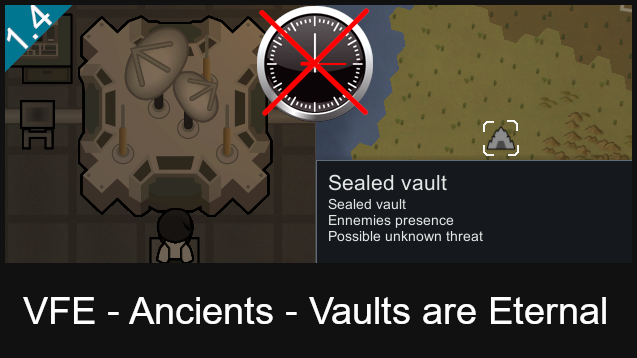 1.4
Sealed vault
Sealed vault
Ennemies presence
Possible unknown threat
VFE - Ancients - Vaults are Eternal